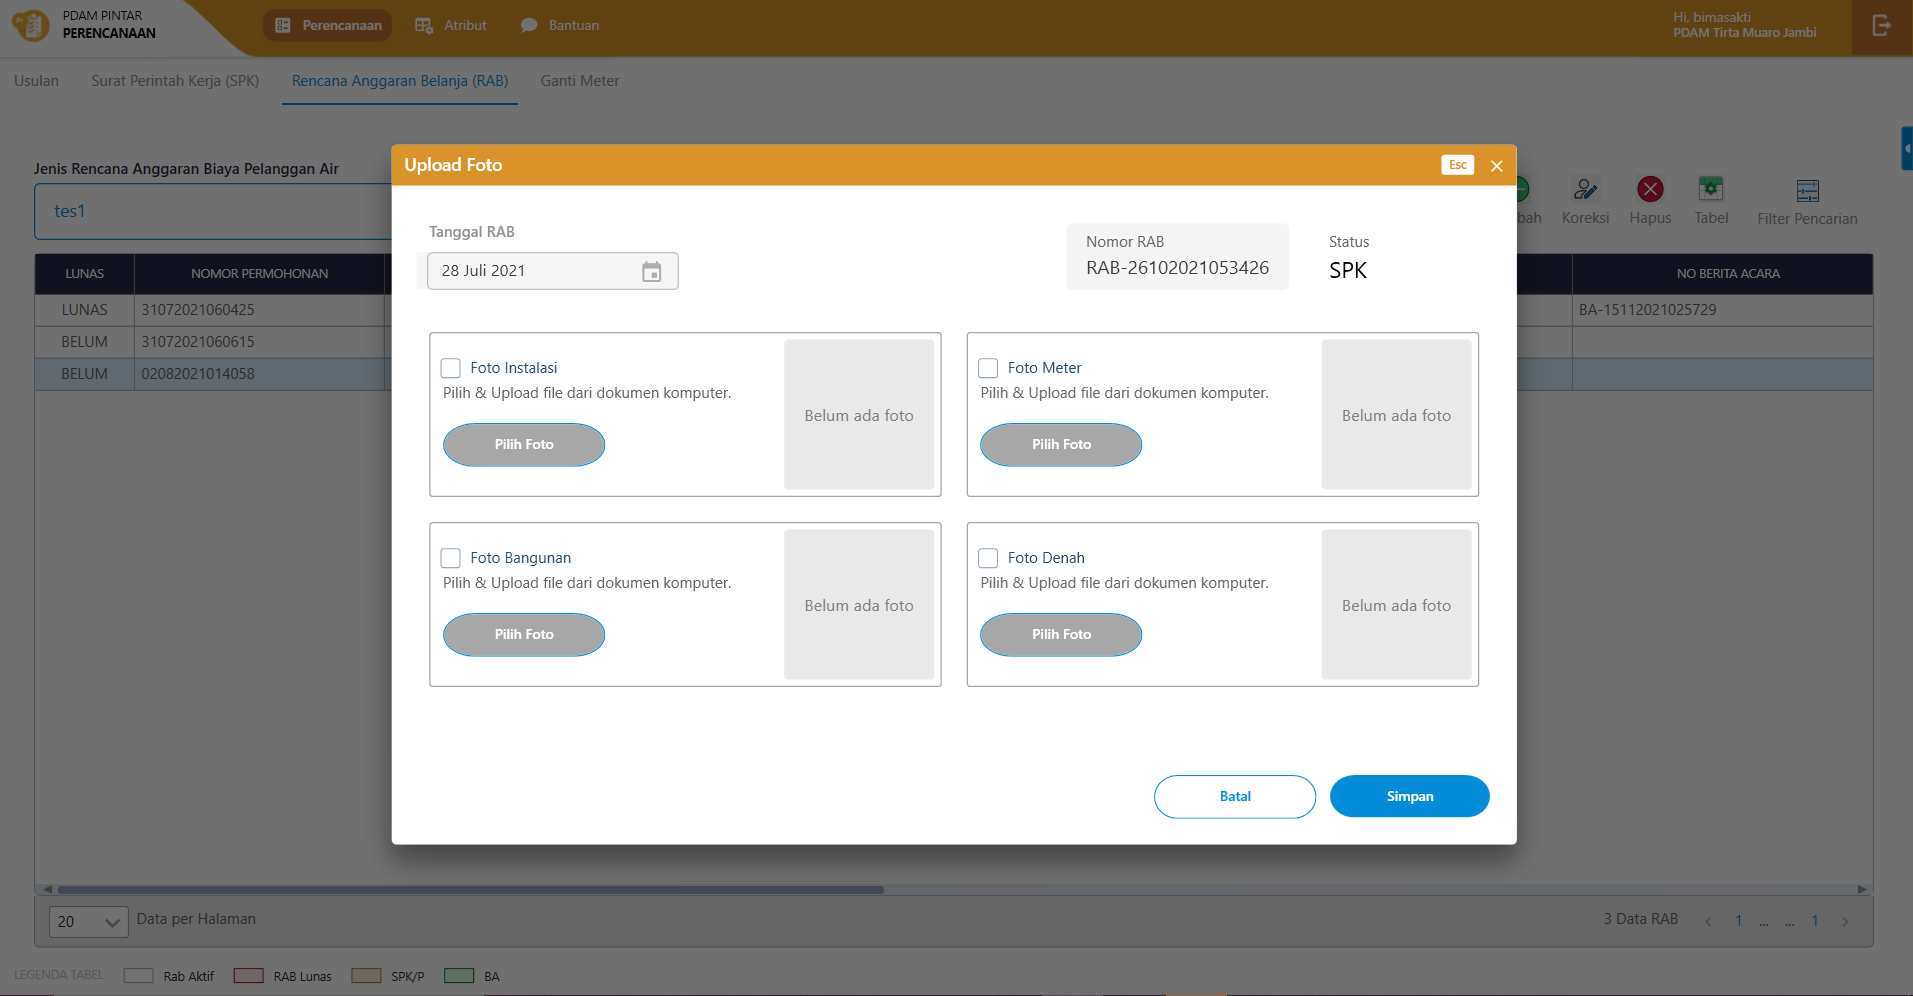 PDAM PINTAR
PERENCANAAN
Perencanaan
Atribut
Bantuan
Hi, bimasakti
PDAM Tirta Muaro Jambi
Usulan
Surat Perintah Kerja (SPK)
Rencana Anggaran Belanja (RAB)
Ganti Meter
Jenis Rencana Anggaran Biaya Pelanggan Air
tes1
bah
Koreksi
Hapus
Tabel
Filter Pencarian
LUNAS
NOMOR PERMOHONAN
NO BERITA ACARA
LUNAS
31072021060425
BA-15112021025729
BELUM
31072021060615
BELUM
02082021014058
Upload Foto
Esc
Tanggal RAB
28 Juli 2021
Nomor RAB
RAB-26102021053426
Status
SPK
Foto Instalasi
Pilih & Upload file dari dokumen komputer.
Pilih Foto
Belum ada foto
Foto Meter
Pilih & Upload file dari dokumen komputer.
Pilih Foto
Belum ada foto
Foto Bangunan
Pilih & Upload file dari dokumen komputer.
Pilih Foto
Belum ada foto
Foto Denah
Pilih & Upload file dari dokumen komputer.
Pilih Foto
Belum ada foto
Batal
Simpan
20
Data per Halaman
3 Data RAB
1
...
...
1
LEGENDA TABEL
Rab Aktif
RAB Lunas
SPK/P
BA